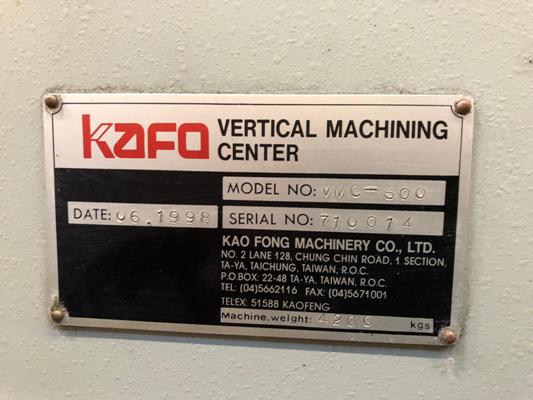 KAFO VERTICAL MACHINING
CENTER
MODEL NO: VMC-600
DATE: 06.1998 SERIAL NO: 710014
KAO FONG MACHINERY CO., LTD.
NO. 2 LANE 128, CHUNG CHIN ROAD, 1 SECTION,
TA-YA, TAICHUNG, TAIWAN, R.O.C.
P.O.BOX: 22-48 TA-YA, TAIWAN, R.O.C.
TEL: (04)5662116 FAX: (04)5671001
TELEX: 51588 KAOFENG
Machine.weight: 4200 kgs